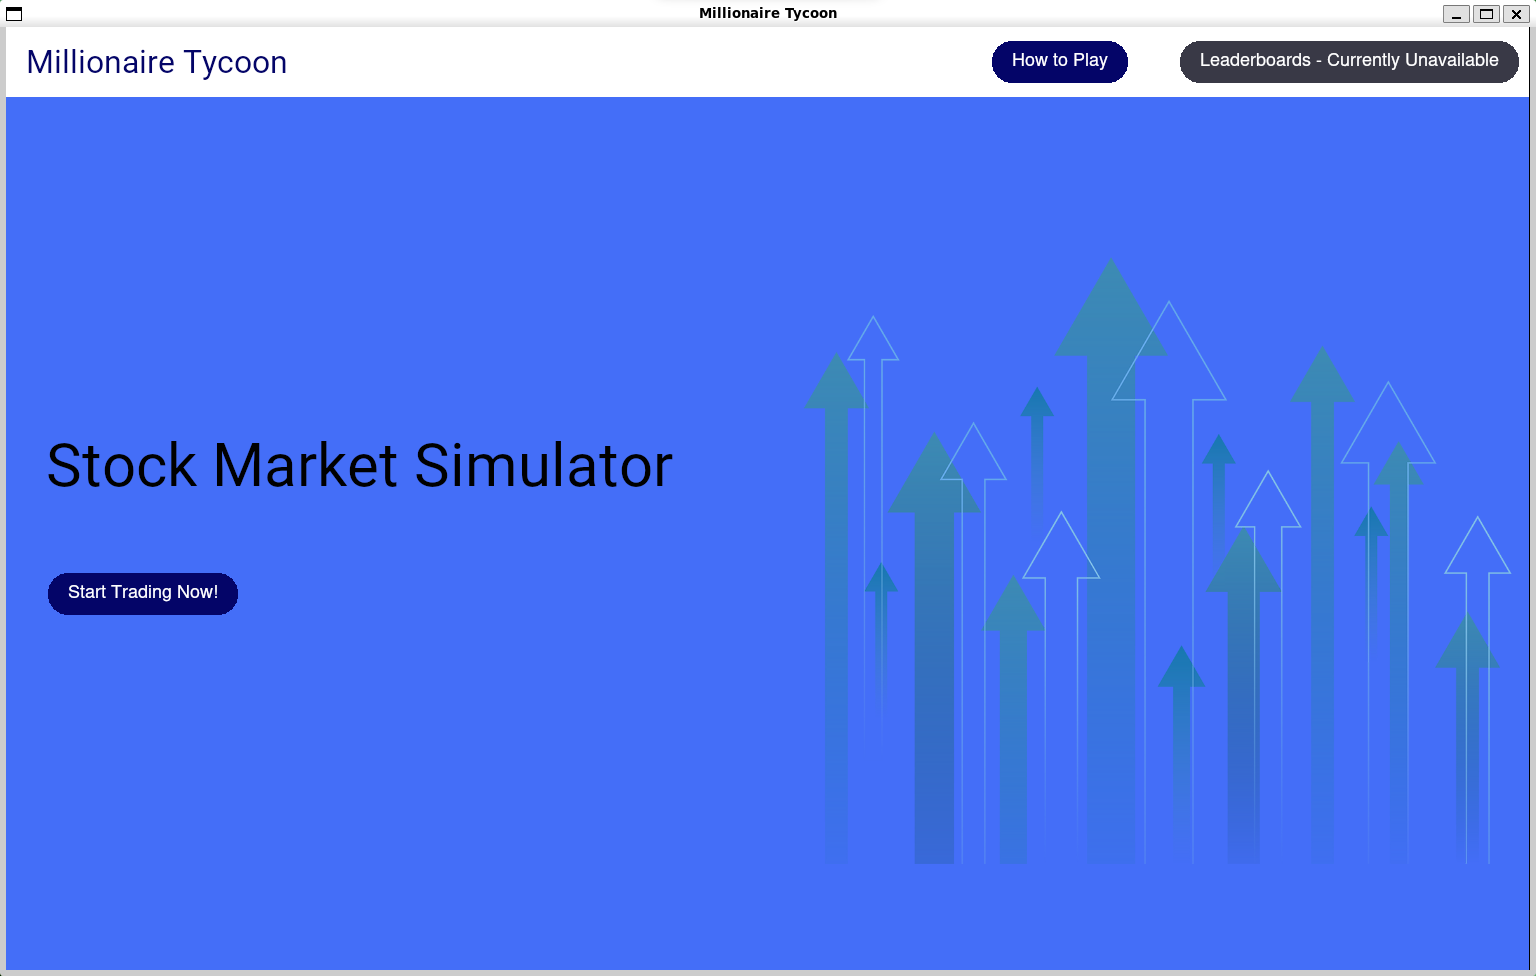 Millionaire Tycoon
Millionaire Tycoon
How to Play
Leaderboards - Currently Unavailable
Stock Market Simulator
Start Trading Now!